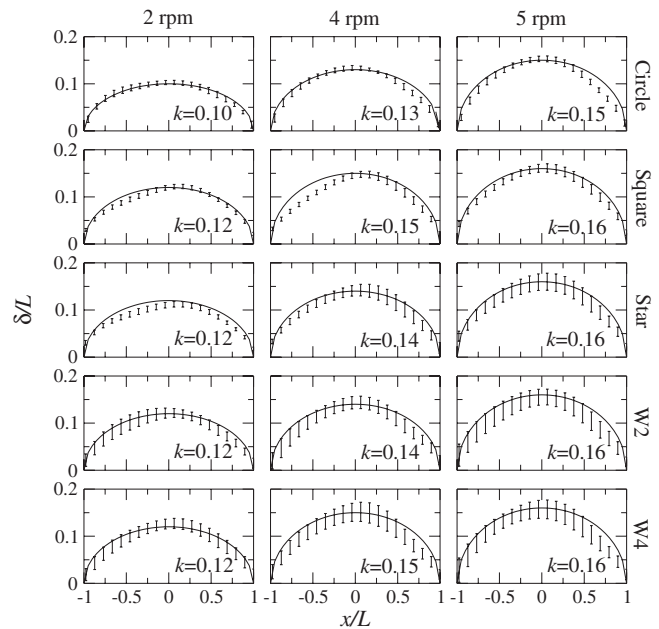 2 rpm 4 rpm 5 rpm
0.2
0.1
0
k=0.10 k=0.13 k=0.15
Circle
0.2
0.1
0
k=0.12 k=0.15 k=0.16
Square
δ/L
0.2
0.1
0
k=0.12 k=0.14 k=0.16
Star
0.2
0.1
0
k=0.12 k=0.14 k=0.16
W2
0.2
0.1
0
k=0.12 k=0.15 k=0.16
W4
-1 -0.5 0 0.5 1 -1 -0.5 0 0.5 1 -1 -0.5 0 0.5 1
x/L